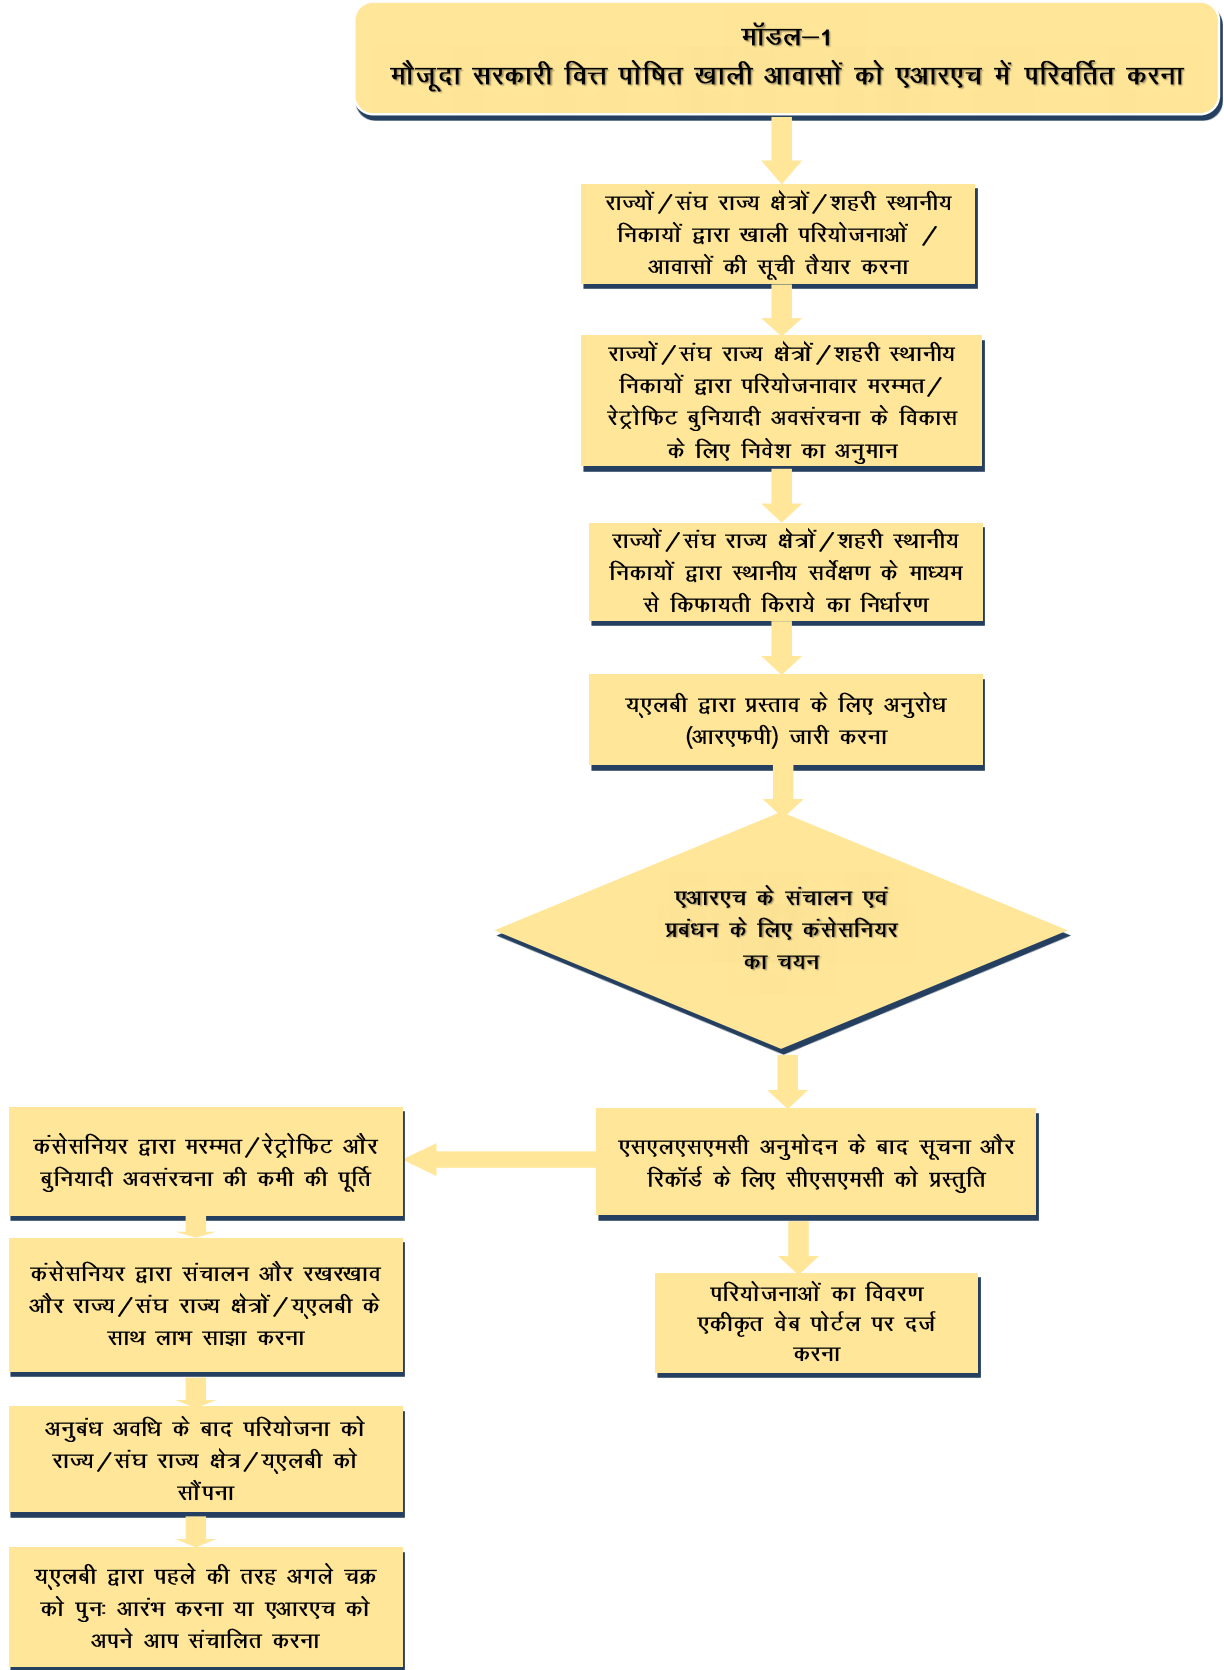 मॉडल–1
मौजूदा सरकारी वित्त पोषित खाली आवासों को एआरएच में परिवर्तित करना
राज्यों/संघ राज्य क्षेत्रों/शहरी स्थानीय
निकायों द्वारा खाली परियोजनाओं /
आवासों की सूची तैयार करना
राज्यों/संघ राज्य क्षेत्रों/शहरी स्थानीय
निकायों द्वारा परियोजनावार मरम्मत/
रेट्रोफिट बुनियादी अवसंरचना के विकास
के लिए निवेश का अनुमान
राज्यों/संघ राज्य क्षेत्रों/शहरी स्थानीय
निकायों द्वारा स्थानीय सर्वेक्षण के माध्यम
से किफायती किराये का निर्धारण
यूएलबी द्वारा प्रस्ताव के लिए अनुरोध
(आरएफपी) जारी करना
एआरएच के संचालन एवं
प्रबंधन के लिए कंसेसनियर
का चयन
एसएलएसएमसी अनुमोदन के बाद सूचना और
रिकॉर्ड के लिए सीएसएमसी को प्रस्तुति
परियोजनाओं का विवरण
एकीकृत वेब पोर्टल पर दर्ज
करना
कंसेसनियर द्वारा मरम्मत/रेट्रोफिट और
बुनियादी अवसंरचना की कमी की पूर्ति
कंसेसनियर द्वारा संचालन और रखरखाव
और राज्य/संघ राज्य क्षेत्रों/यूएलबी के
साथ लाभ साझा करना
अनुबंध अवधि के बाद परियोजना को
राज्य/संघ राज्य क्षेत्र/यूएलबी को
सौंपना
यूएलबी द्वारा पहले की तरह अगले चक्र
को पुनः आरंभ करना या एआरएच को
अपने आप संचालित करना